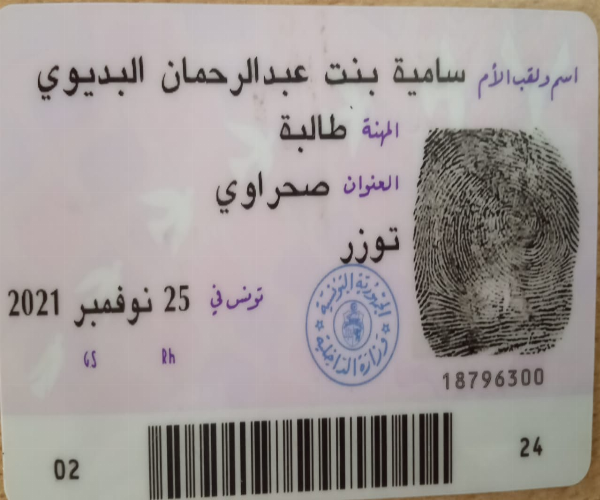 اسم ولقب الأم سامية بنت عبدالرحمان البديوي
المهنة طالبة
العنوان صحراوي
توزر
تونس في 25 نوفمبر 2021
الجمهورية التونسية
وزارة الداخلية
GS Rh
18796300
02 24